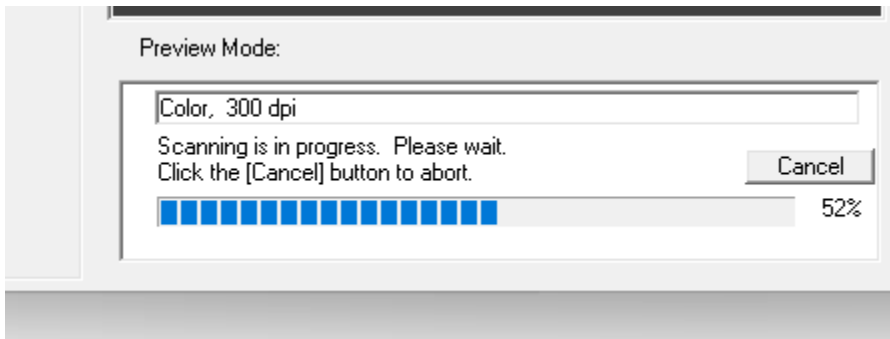 Preview Mode:
Color,  300 dpi
Scanning is in progress.  Please wait.
Click the [Cancel] button to abort.
Cancel
52%